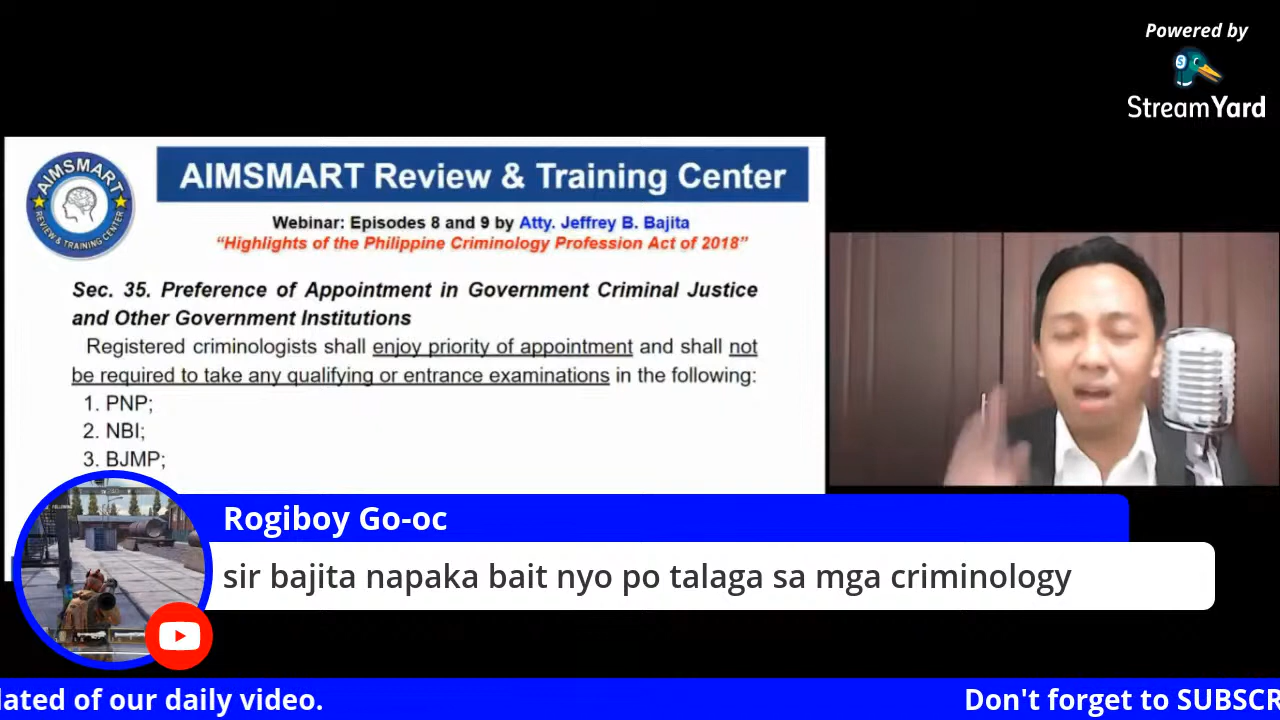 Powered by
StreamYard
AIMSMART
REVIEW & TRAINING CENTER
AIMSMART Review & Training Center
Webinar: Episodes 8 and 9 by Atty. Jeffrey B. Bajita
“Highlights of the Philippine Criminology Profession Act of 2018”
Sec. 35. Preference of Appointment in Government Criminal Justice
and Other Government Institutions
Registered criminologists shall enjoy priority of appointment and shall not
be required to take any qualifying or entrance examinations in the following:
1. PNP;
2. NBI;
3. BJMP;
Rogiboy Go-oc
sir bajita napaka bait nyo po talaga sa mga criminology
lated of our daily video.
Don't forget to SUBSCR